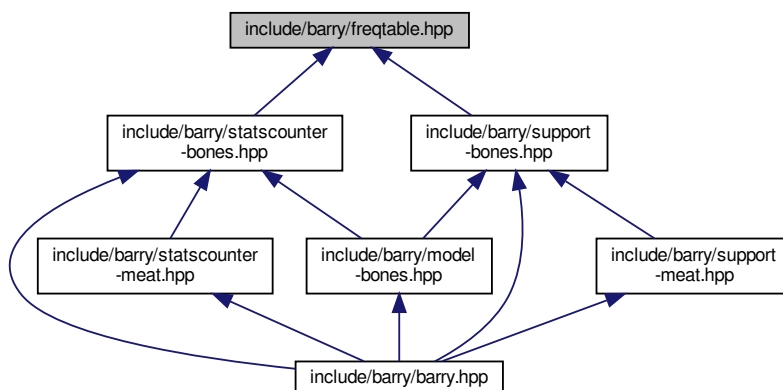 include/barry/freqtable.hpp
include/barry/statscounter
-bones.hpp
include/barry/support
-bones.hpp
include/barry/statscounter
-meat.hpp
include/barry/model
-bones.hpp
include/barry/support
-meat.hpp
include/barry/barry.hpp